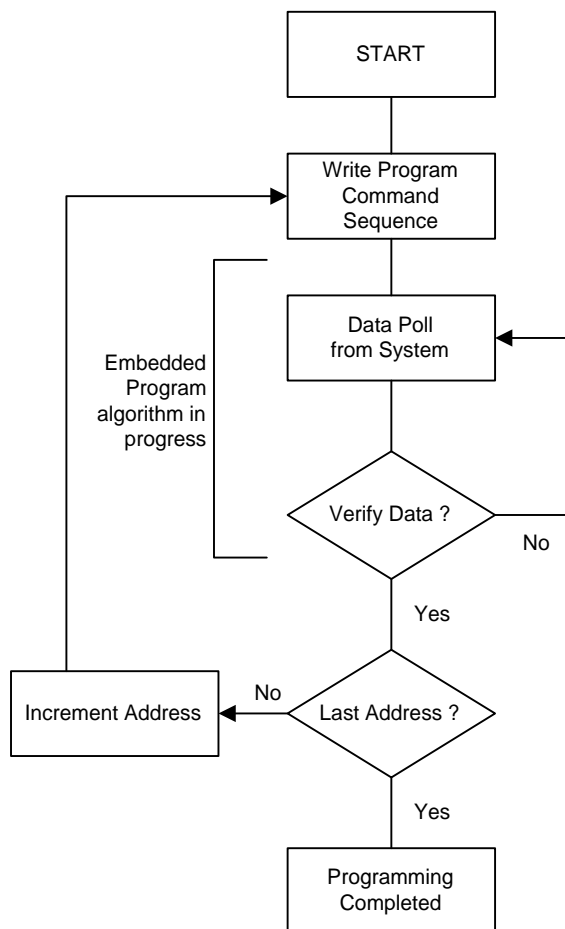 START
Write Program
Command
Sequence
Data Poll
from System
Embedded
Program
algorithm in
progress
Verify Data ?
No
Yes
No
Increment Address
Last Address ?
Yes
Programming
Completed